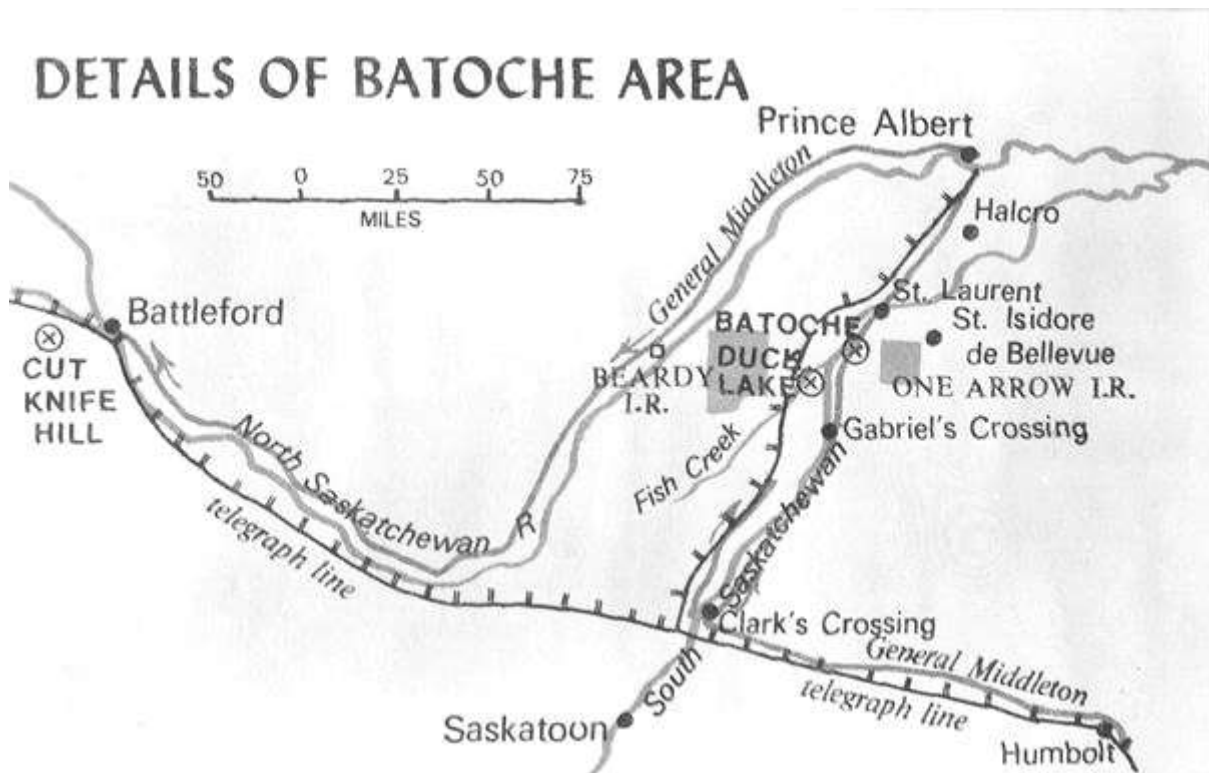 DETAILS OF BATOCHE AREA
Prince Albert
50 0 25 50 75
MILES
General Middleton
Halcro
St. Laurent
Battleford
BATOCHE
St. Isidore
de Bellevue
DUCK
LAKE
CUT
KNIFE
HILL
BEARDY
I.R.
ONE ARROW I.R.
Gabriel's Crossing
Fish Creek
North Saskatchewan R
telegraph line
South Saskatchewan
Clark's Crossing
General Middleton
telegraph line
Saskatoon
Humbolt